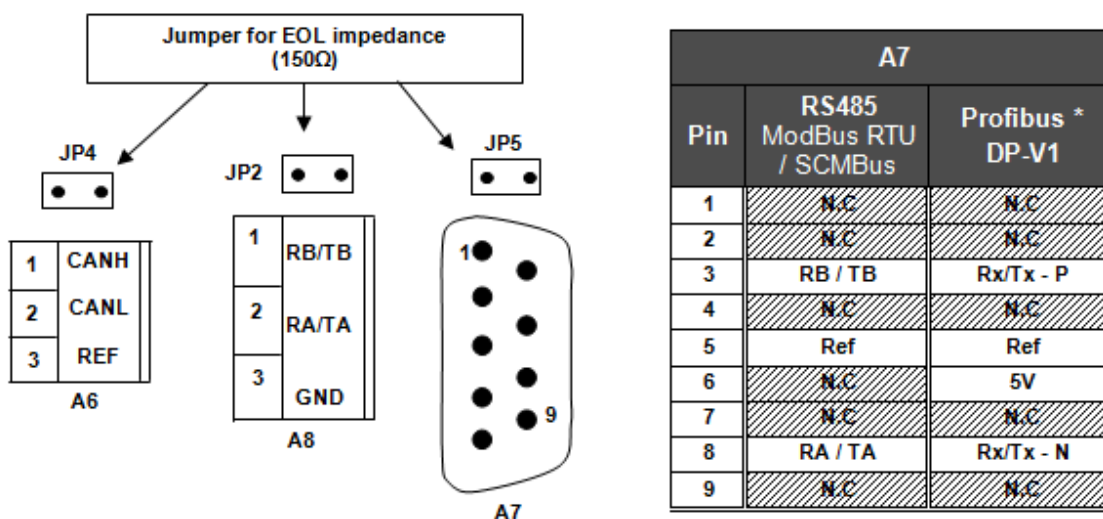 Jumper for EOL impedance
(150Ω)
JP4
JP2
JP5
1 CANH
2 CANL
3 REF
A6
1 RB/TB
2 RA/TA
3 GND
A8
1
9
A7
A7
Pin
RS485
ModBus RTU
/ SCMBus
Profibus *
DP-V1
1 N.C N.C
2 N.C N.C
3 RB / TB Rx/Tx - P
4 N.C N.C
5 Ref Ref
6 N.C 5V
7 N.C N.C
8 RA / TA Rx/Tx - N
9 N.C N.C